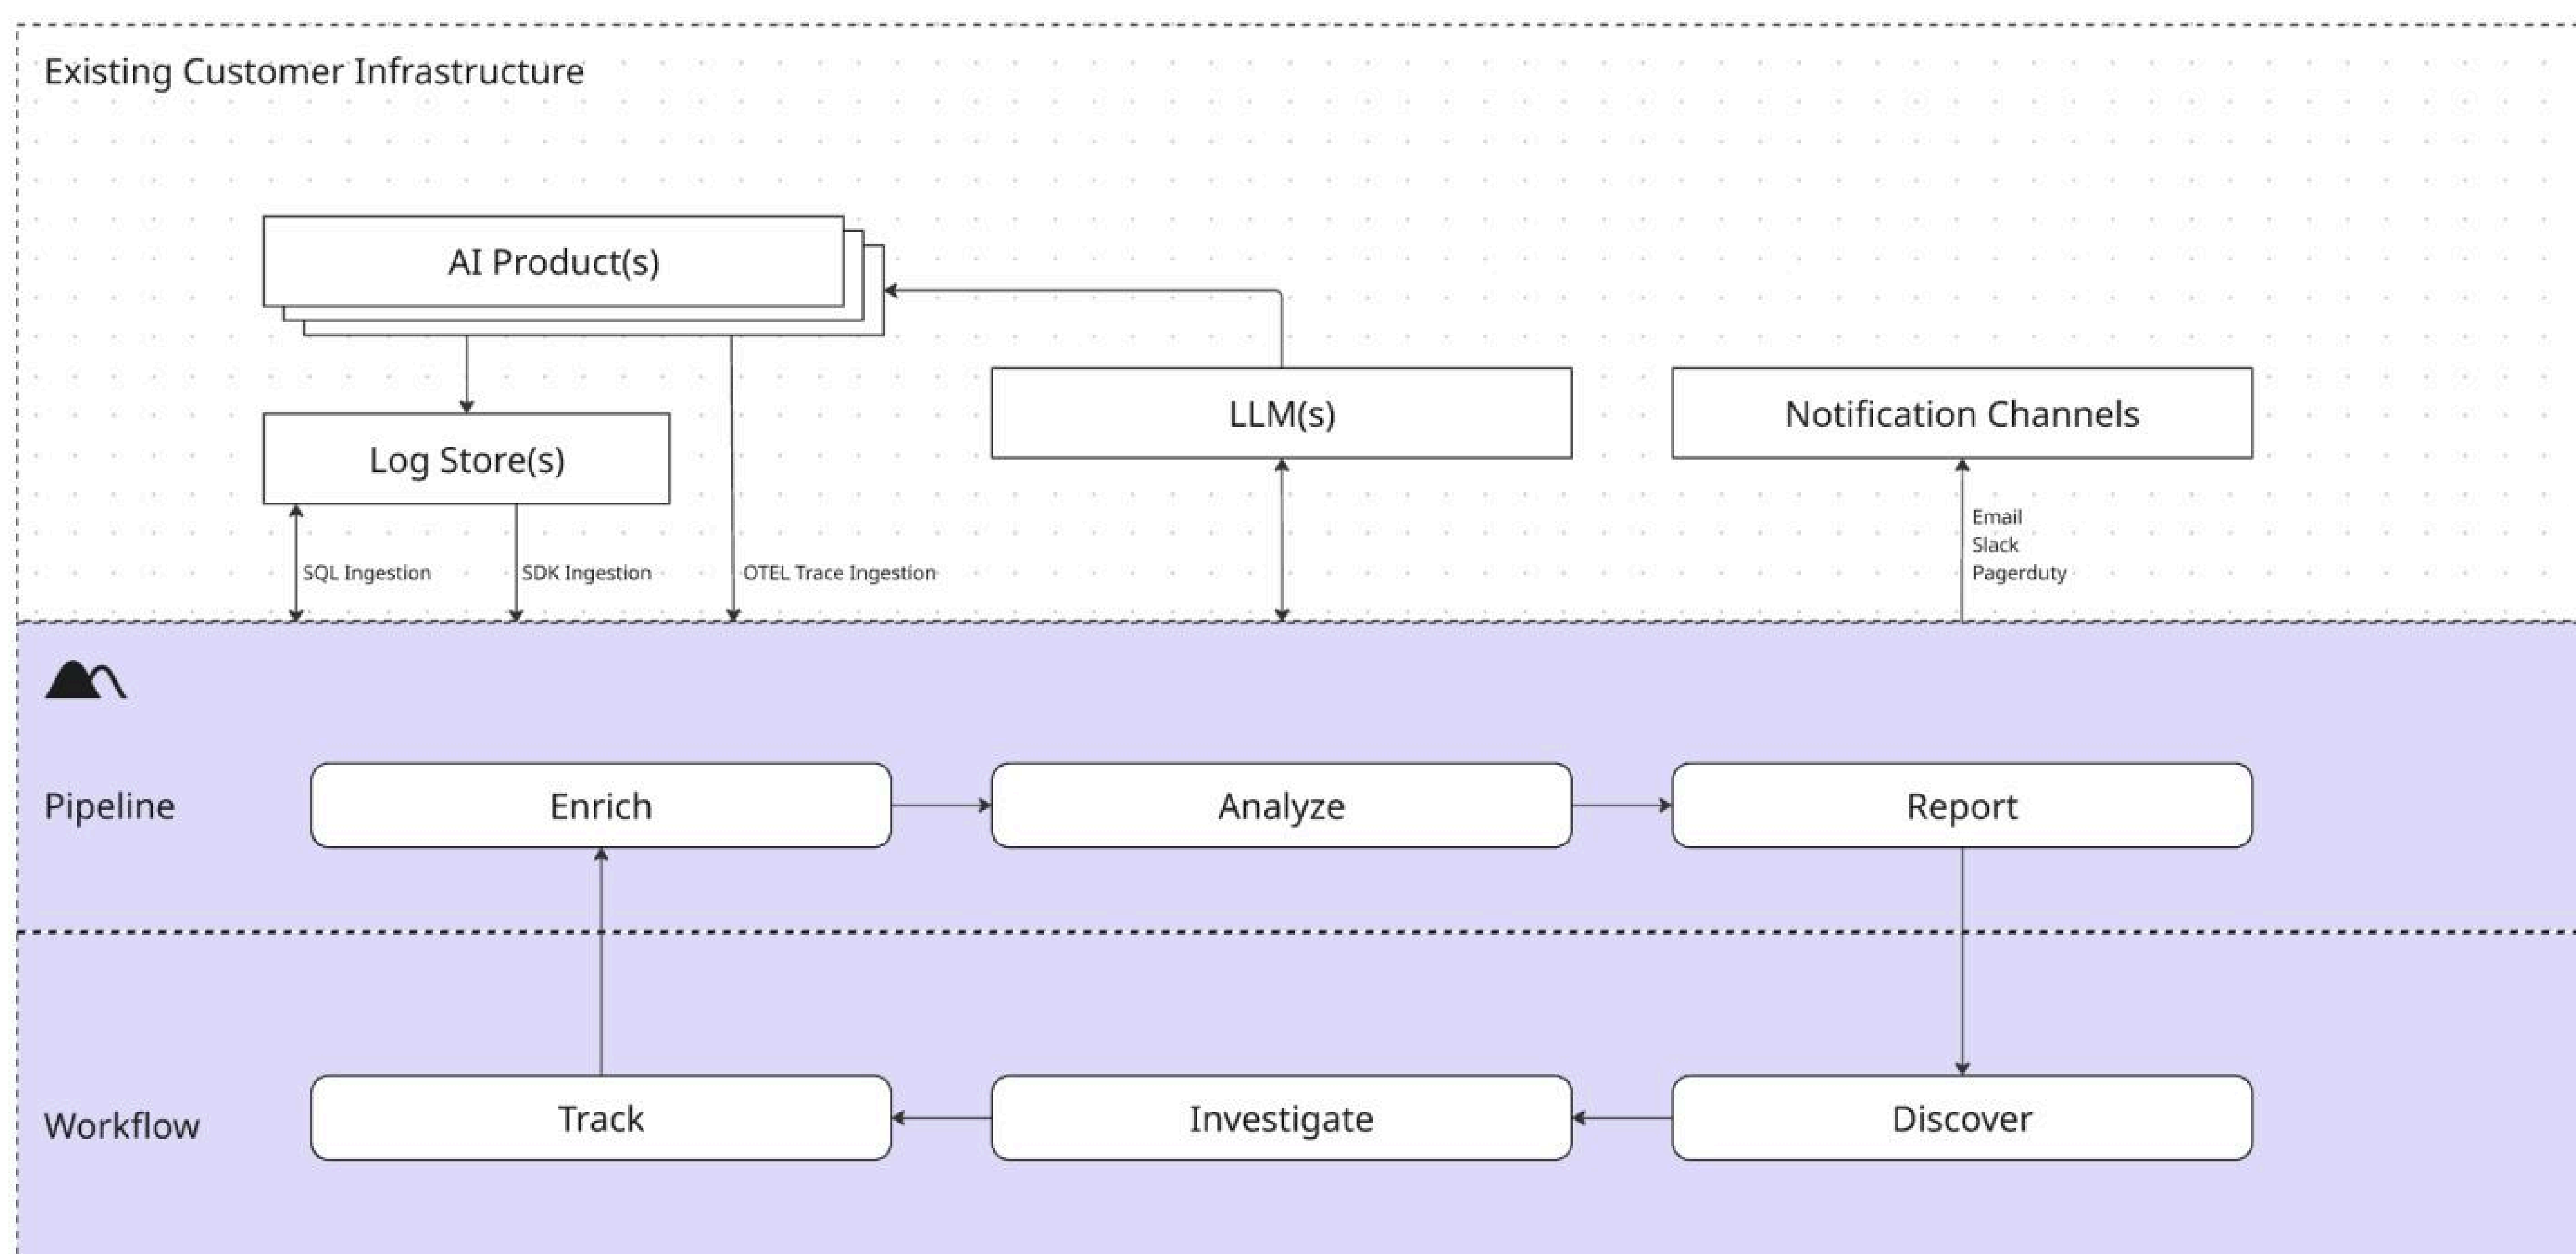 Existing Customer Infrastructure
AI Product(s)
Log Store(s)
LLM(s)
Notification Channels
SQL Ingestion
SDK Ingestion
OTEL Trace Ingestion
Email
Slack
Pagerduty
Pipeline
Enrich
Analyze
Report
Workflow
Track
Investigate
Discover